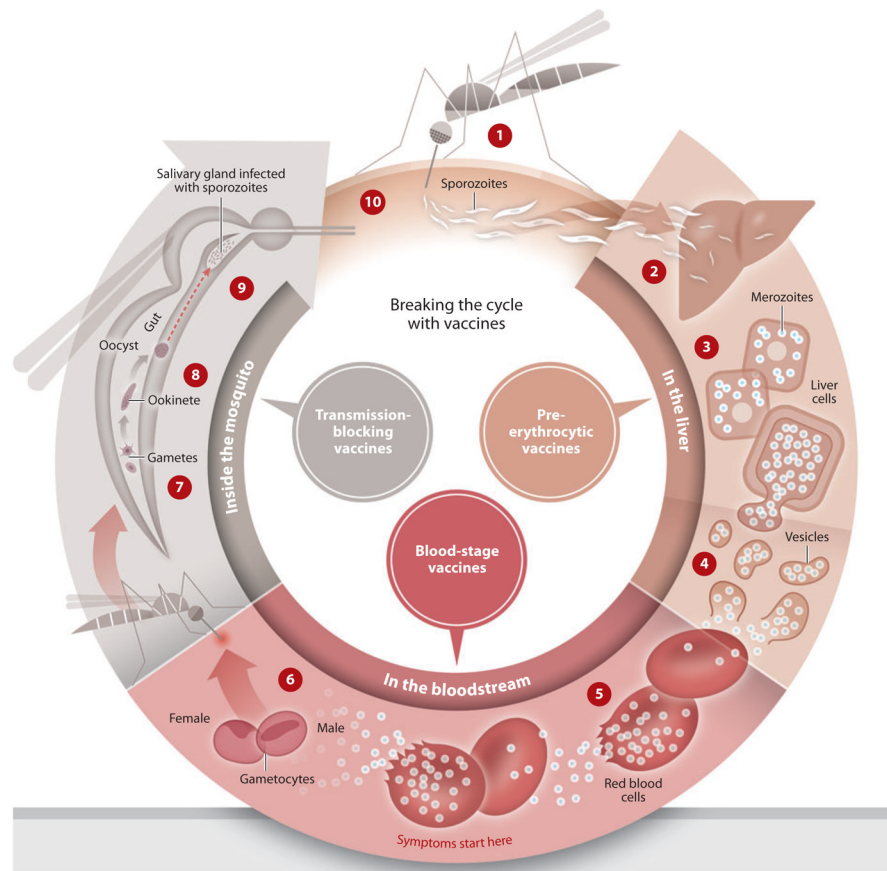 1
Salivary gland infected
with sporozoites
Sporozoites
10
2
9
Breaking the cycle
with vaccines
Merozoites
3
Gut
Oocyst
8
Liver
cells
Ookinete
Inside the mosquito
Transmission-
blocking
vaccines
Pre-
erythrocytic
vaccines
In the liver
Gametes
7
Blood-stage
vaccines
Vesicles
4
6
In the bloodstream
5
Female
Male
Gametocytes
Red blood
cells
Symptoms start here